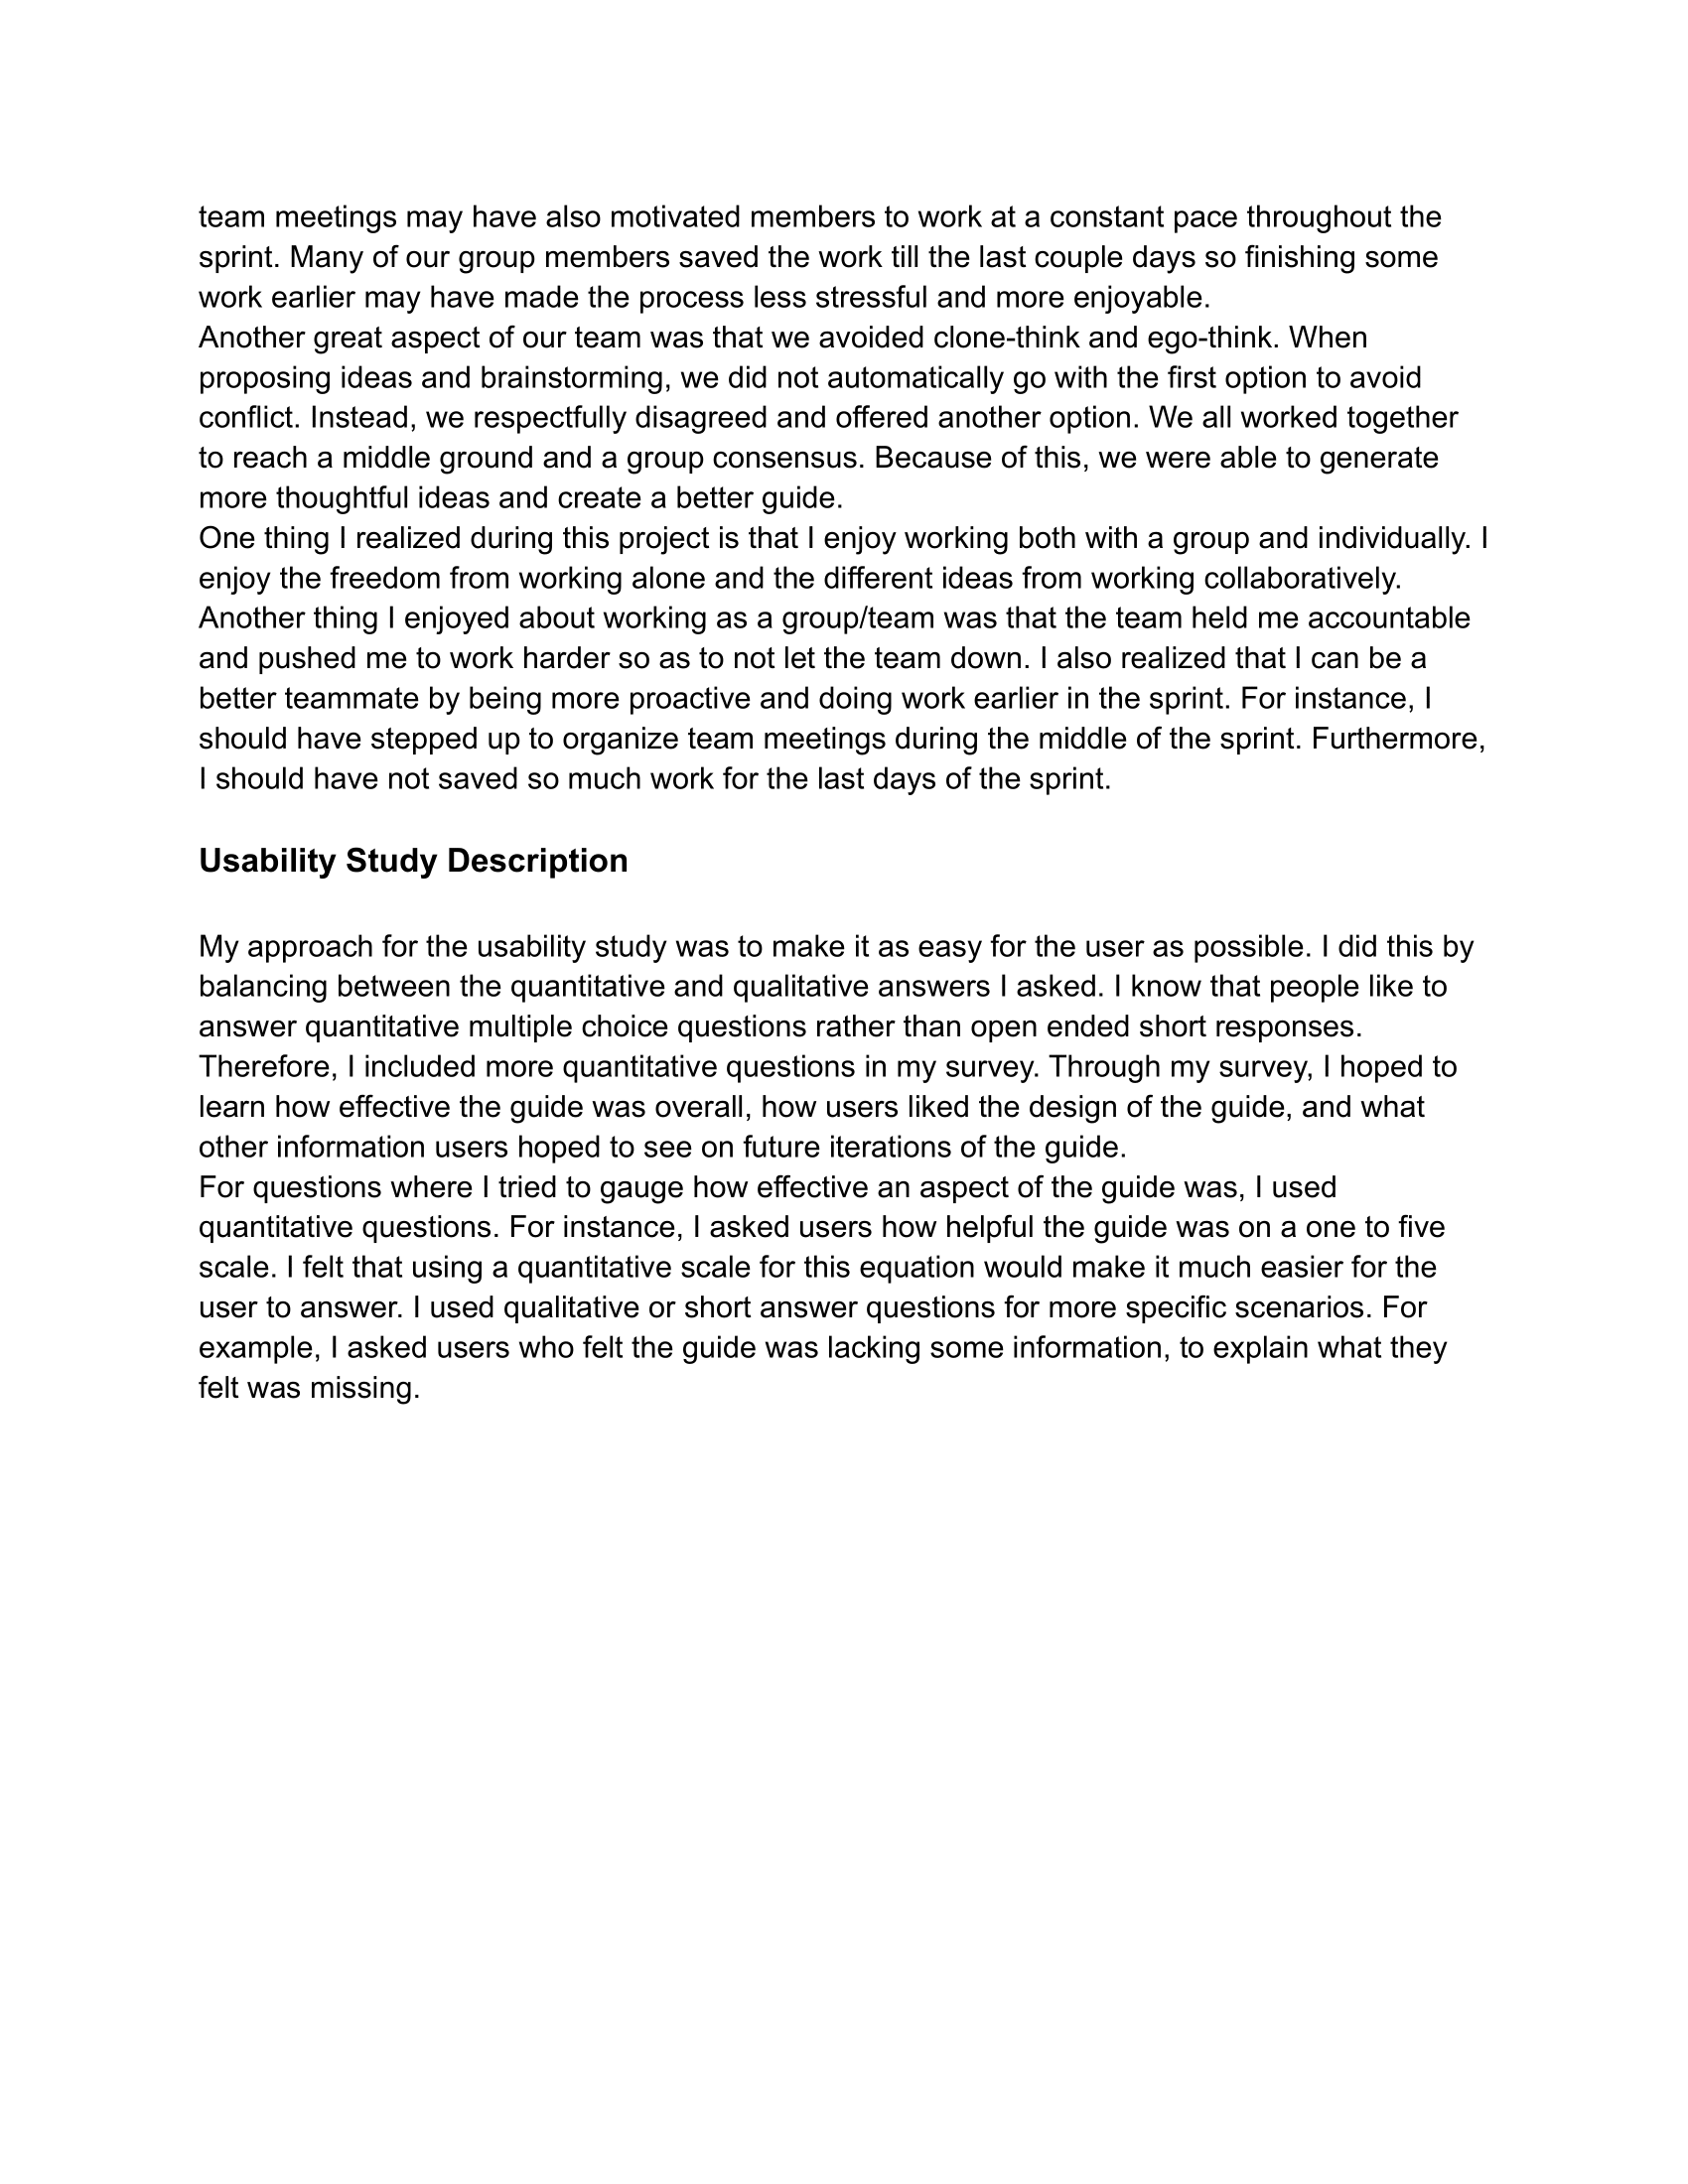 team meetings may have also motivated members to work at a constant pace throughout the
sprint. Many of our group members saved the work till the last couple days so finishing some
work earlier may have made the process less stressful and more enjoyable.
Another great aspect of our team was that we avoided clone-think and ego-think. When
proposing ideas and brainstorming, we did not automatically go with the first option to avoid
conflict. Instead, we respectfully disagreed and offered another option. We all worked together
to reach a middle ground and a group consensus. Because of this, we were able to generate
more thoughtful ideas and create a better guide.
One thing I realized during this project is that I enjoy working both with a group and individually. I
enjoy the freedom from working alone and the different ideas from working collaboratively.
Another thing I enjoyed about working as a group/team was that the team held me accountable
and pushed me to work harder so as to not let the team down. I also realized that I can be a
better teammate by being more proactive and doing work earlier in the sprint. For instance, I
should have stepped up to organize team meetings during the middle of the sprint. Furthermore,
I should have not saved so much work for the last days of the sprint.
Usability Study Description
My approach for the usability study was to make it as easy for the user as possible. I did this by
balancing between the quantitative and qualitative answers I asked. I know that people like to
answer quantitative multiple choice questions rather than open ended short responses.
Therefore, I included more quantitative questions in my survey. Through my survey, I hoped to
learn how effective the guide was overall, how users liked the design of the guide, and what
other information users hoped to see on future iterations of the guide.
For questions where I tried to gauge how effective an aspect of the guide was, I used
quantitative questions. For instance, I asked users how helpful the guide was on a one to five
scale. I felt that using a quantitative scale for this equation would make it much easier for the
user to answer. I used qualitative or short answer questions for more specific scenarios. For
example, I asked users who felt the guide was lacking some information, to explain what they
felt was missing.